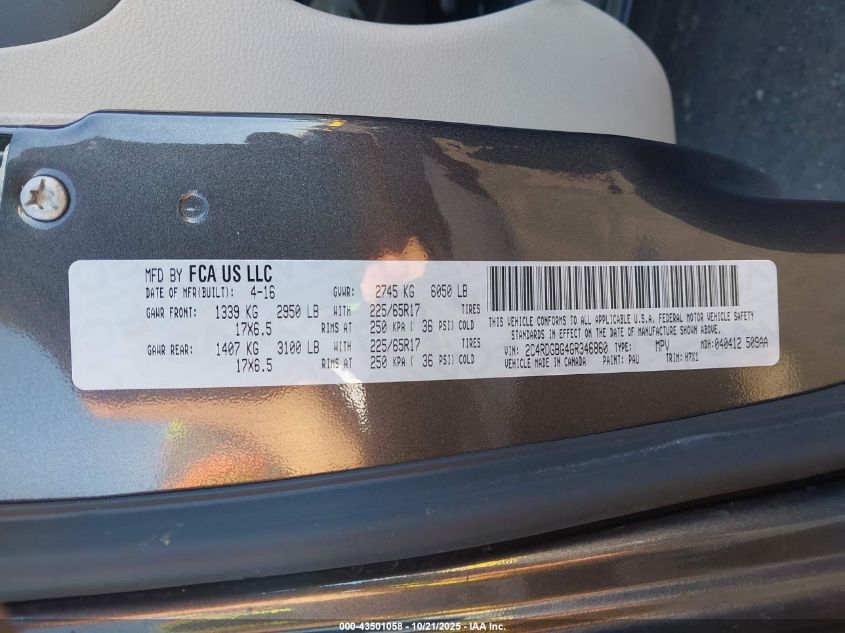 MFD BY FCA US LLC
DATE OF MFR(BUILT): 4-16 GVWR: 2745 KG 6050 LB
GAWR FRONT: 1339 KG 2950 LB WITH 225/65R17 TIRES
17X6.5 RIMS AT 250 KPA ( 36 PSI) COLD
GAWR REAR: 1407 KG 3100 LB WITH 225/65R17 TIRES
17X6.5 RIMS AT 250 KPA ( 36 PSI) COLD
THIS VEHICLE CONFORMS TO ALL APPLICABLE U.S.A. FEDERAL MOTOR VEHICLE SAFETY
STANDARDS IN EFFECT ON THE DATE OF MANUFACTURE SHOWN ABOVE.
VIN: 2C4RDGBG4GR346860 TYPE: MPV MDH: 040412 509AA
VEHICLE MADE IN CANADA PAINT: PAU TRIM: H7X1
000-43501058 - 10/21/2025 - IAA Inc.